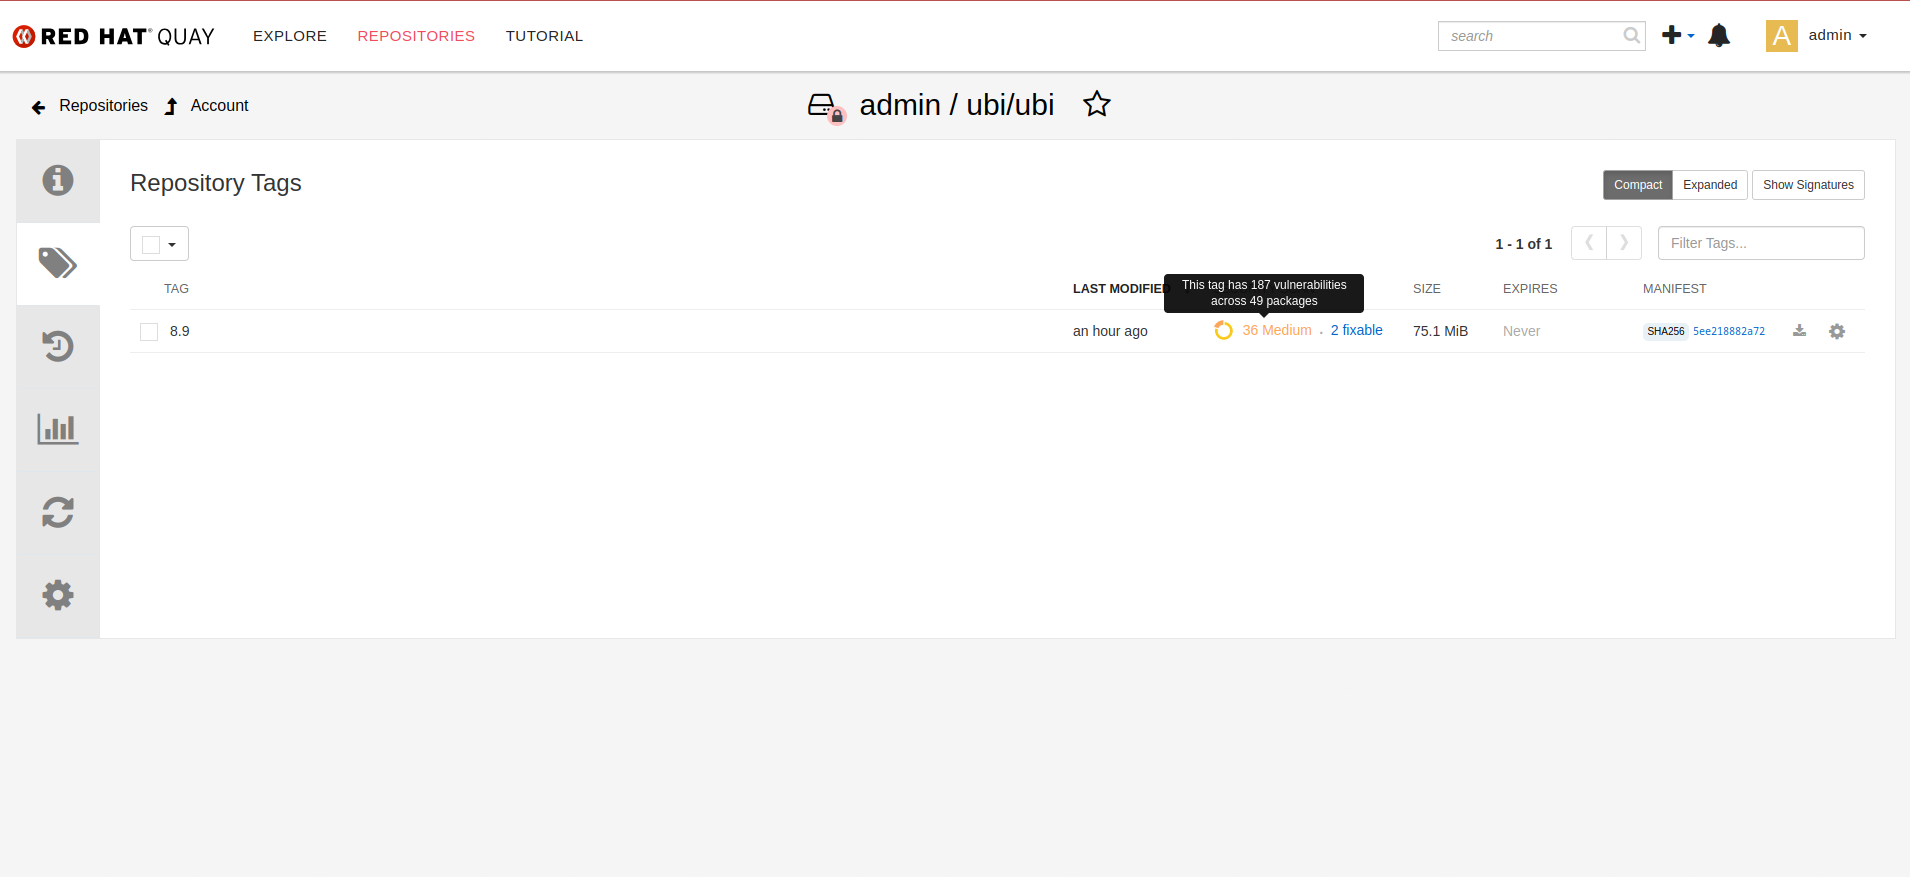 RED HAT® QUAY EXPLORE REPOSITORIES TUTORIAL search A admin
Repositories Account admin / ubi/ubi
Repository Tags Compact Expanded Show Signatures
1 - 1 of 1 Filter Tags...
TAG LAST MODIFIED SIZE EXPIRES MANIFEST
This tag has 187 vulnerabilities
across 49 packages
8.9 an hour ago 36 Medium · 2 fixable 75.1 MiB Never SHA256 5ee218882a72